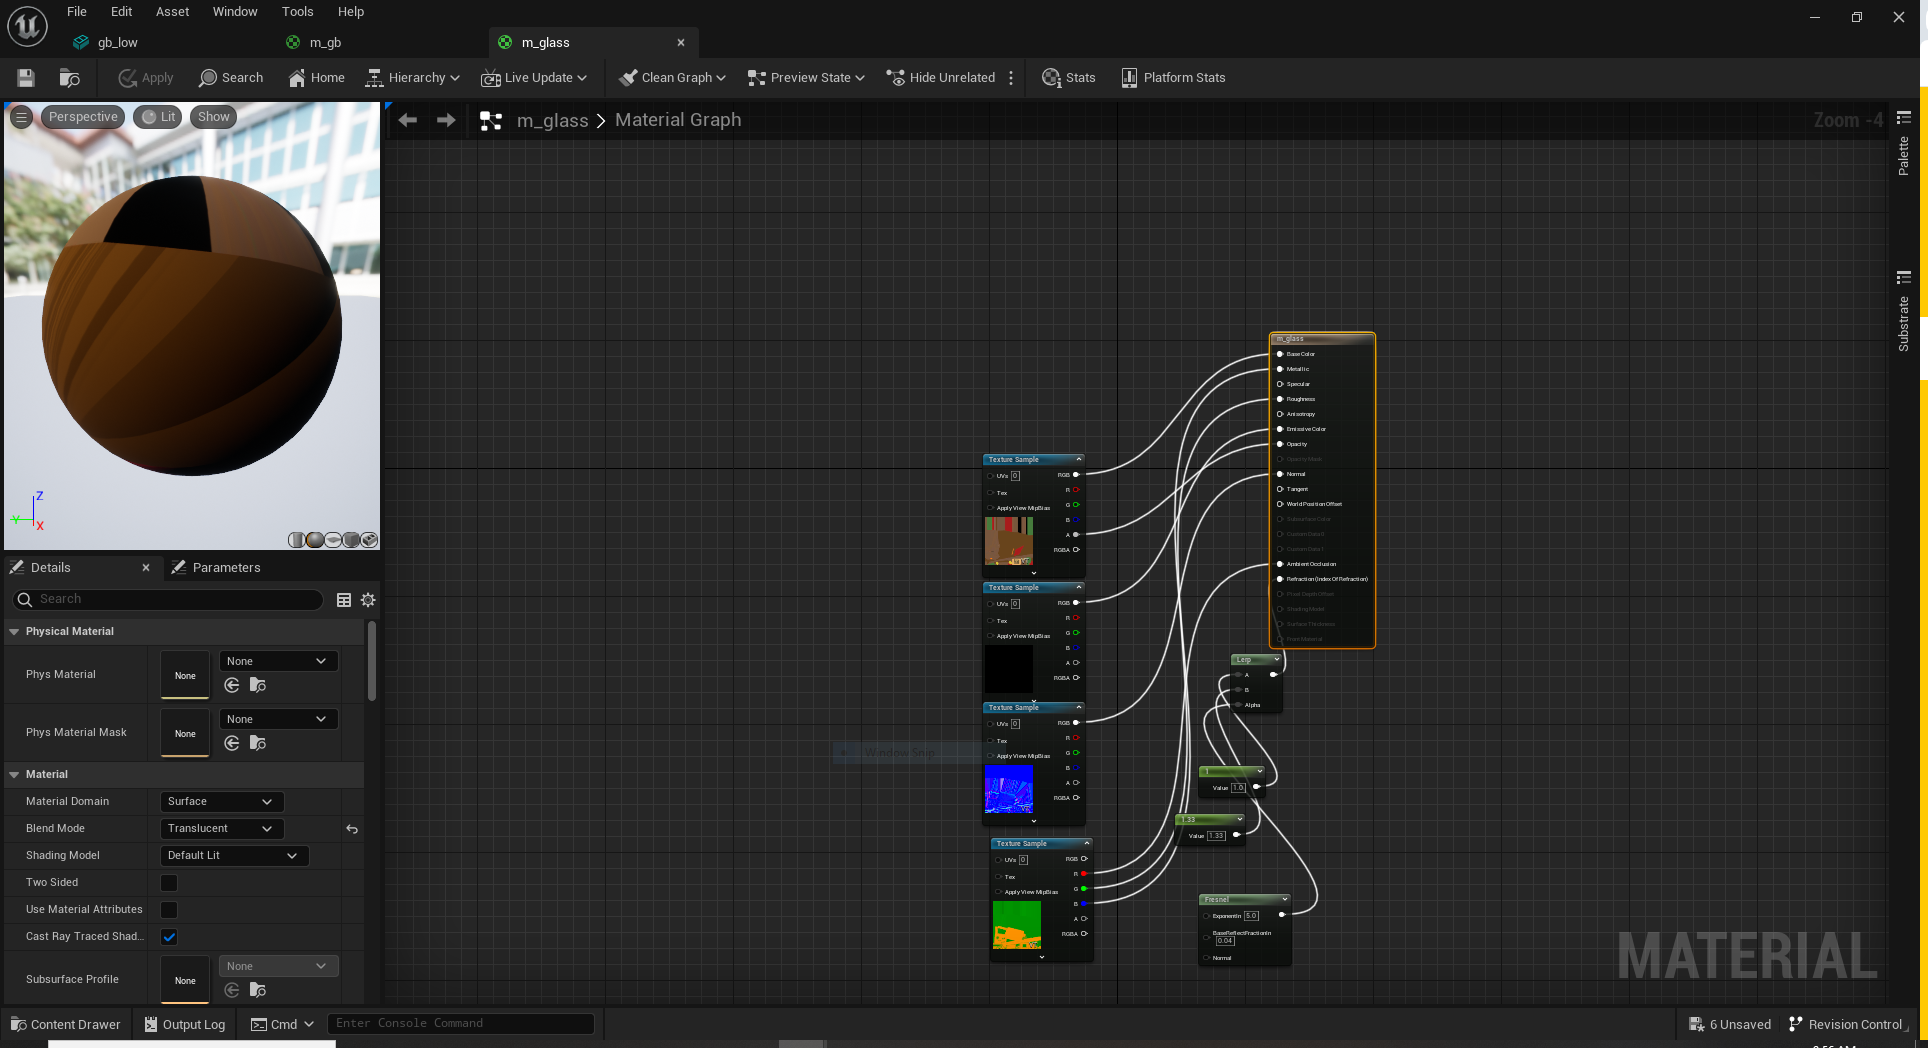 File Edit Asset Window Tools Help
gb_low m_gb m_glass
Apply Search Home Hierarchy Live Update Clean Graph Preview State Hide Unrelated Stats Platform Stats
Perspective Lit Show
m_glass > Material Graph
Zoom -4
Palette
Substrate
Z
Y
X
m_glass
Base Color
Metallic
Specular
Roughness
Anisotropy
Emissive Color
Opacity
Opacity Mask
Normal
Tangent
World Position Offset
Subsurface Color
Custom Data 0
Custom Data 1
Ambient Occlusion
Refraction (Index Of Refraction)
Pixel Depth Offset
Shading Model
Surface Thickness
Front Material
Texture Sample
UVs 0 RGB
R
Tex
G
Apply View MipBias
B
A
RGBA
Texture Sample
UVs 0 RGB
R
Tex
G
Apply View MipBias
B
A
RGBA
Texture Sample
UVs 0 RGB
R
Tex
G
Apply View MipBias
B
A
RGBA
Texture Sample
UVs 0 RGB
R
Tex
G
Apply View MipBias
B
A
RGBA
Window Snip
Lerp
A
B
Alpha
1
Value 1.0
1.33
Value 1.33
Fresnel
ExponentIn 5.0
BaseReflectFractionIn
0.04
Normal
MATERIAL
Details Parameters
Search
Physical Material
Phys Material None None
Phys Material Mask None None
Material
Material Domain Surface
Blend Mode Translucent
Shading Model Default Lit
Two Sided
Use Material Attributes
Cast Ray Traced Shad...
Subsurface Profile None None
Content Drawer Output Log Cmd Enter Console Command 6 Unsaved Revision Control